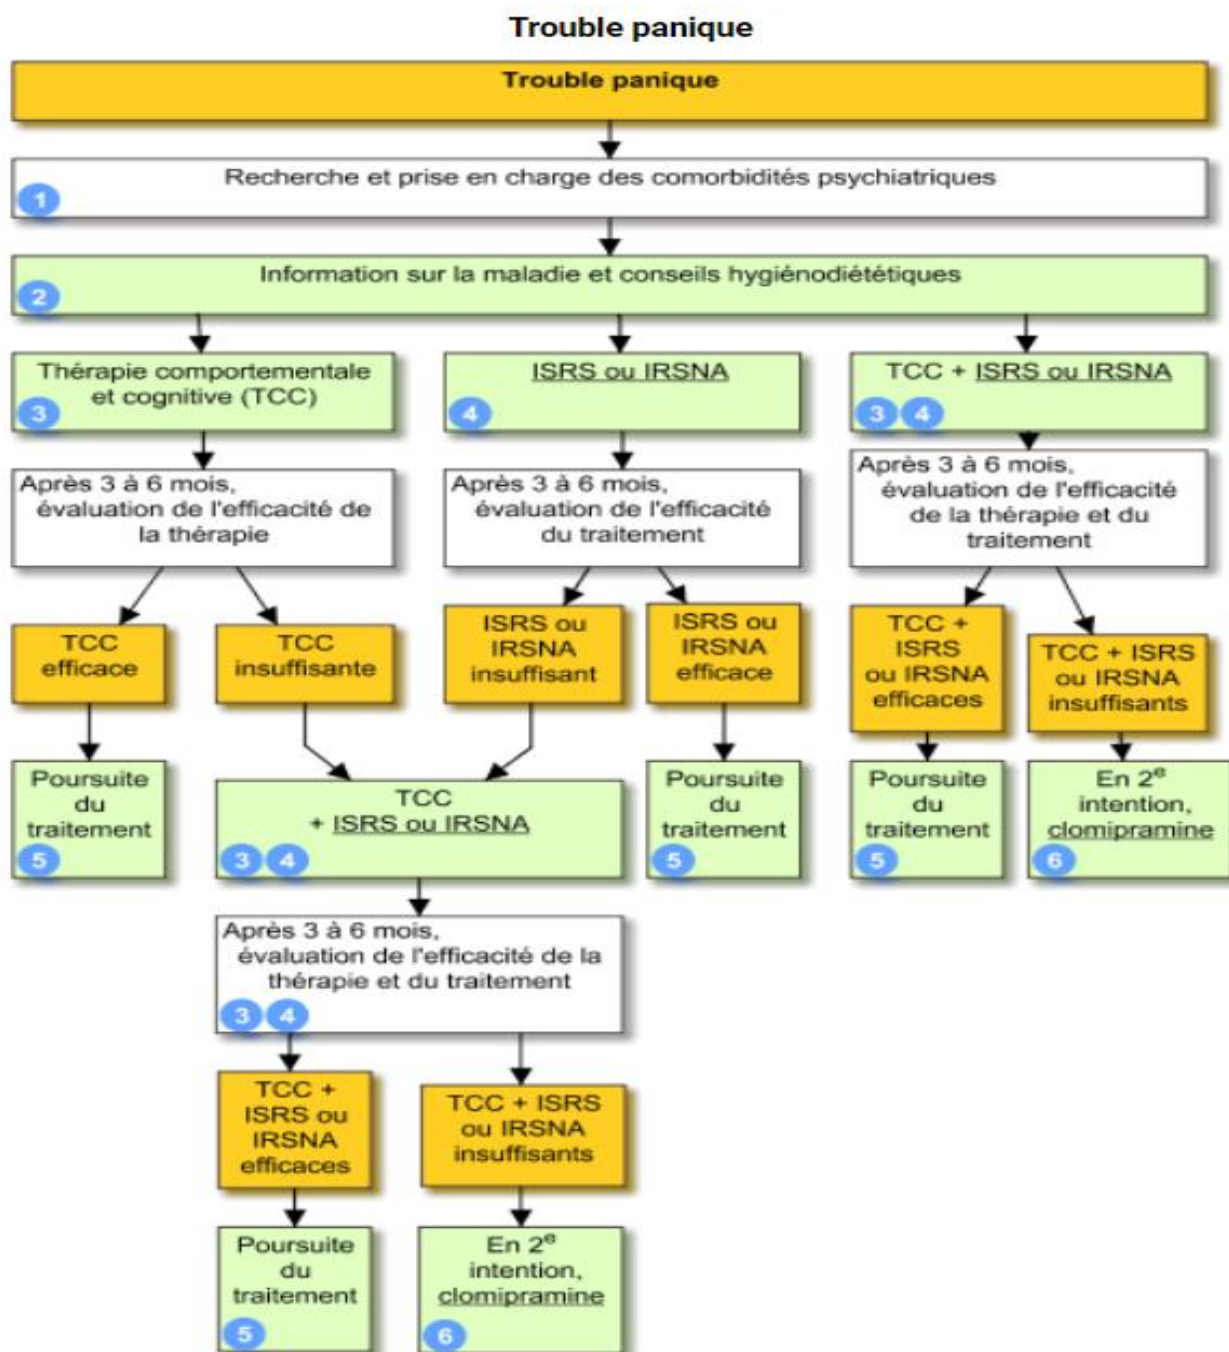 Trouble panique
Trouble panique
Recherche et prise en charge des comorbidités psychiatriques
1
Information sur la maladie et conseils hygiénodiététiques
2
Thérapie comportementale
et cognitive (TCC)
3
ISRS ou IRSNA
4
TCC + ISRS ou IRSNA
3 4
Après 3 à 6 mois,
évaluation de l'efficacité de
la thérapie
Après 3 à 6 mois,
évaluation de l'efficacité
du traitement
Après 3 à 6 mois,
évaluation de l'efficacité
de la thérapie et du
traitement
TCC
efficace
TCC
insuffisante
ISRS ou
IRSNA
insuffisant
ISRS ou
IRSNA
efficace
TCC +
ISRS
ou IRSNA
efficaces
TCC + ISRS
ou IRSNA
insuffisants
Poursuite
du
traitement
5
TCC
+ ISRS ou IRSNA
3 4
Poursuite
du
traitement
5
Poursuite
du
traitement
5
En 2e
intention,
clomipramine
6
Après 3 à 6 mois,
évaluation de l'efficacité de la
thérapie et du traitement
3 4
TCC +
ISRS ou
IRSNA
efficaces
TCC + ISRS
ou IRSNA
insuffisants
Poursuite
du
traitement
5
En 2e
intention,
clomipramine
6